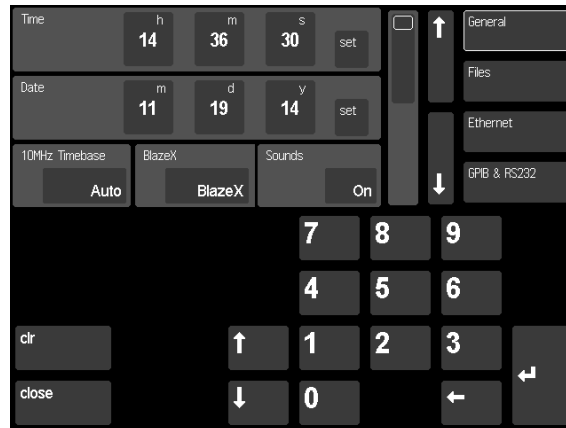 Time
h m s
14 36 30 set
Date
m d y
11 19 14 set
10MHz Timebase
Auto
BlazeX
BlazeX
Sounds
On
General
Files
Ethernet
GPIB & RS232
7 8 9
4 5 6
clr ↑ 1 2 3
close ↓ 0 ←